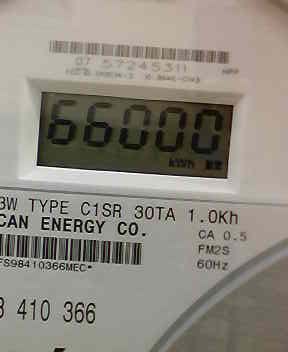 07 57245311
66000
kWh
3W TYPE C1SR 30TA 1.0Kh
CAN ENERGY CO.
CA 0.5
FM2S
FS98410366MEC*
60Hz
3 410 366